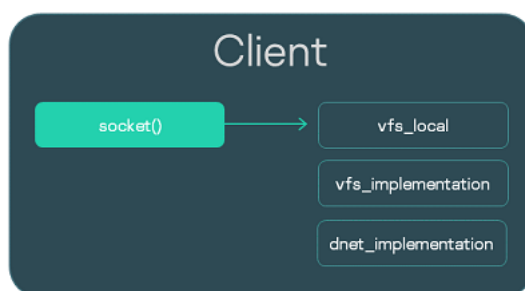 Client
socket()
vfs_local
vfs_implementation
dnet_implementation